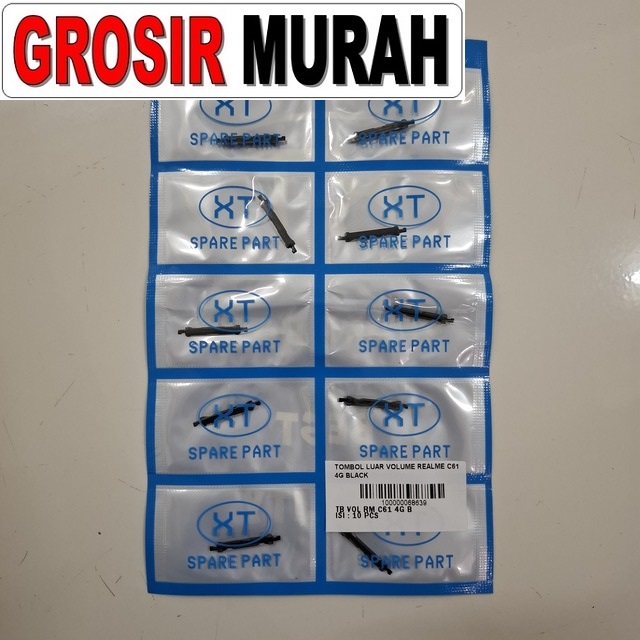 GROSIR MURAH
XT
SPARE PART
XT
SPARE PART
XT
SPARE PART
XT
SPARE PART
XT
SPARE PART
XT
SPARE PART
XT
SPARE PART
XT
SPARE PART
TOMBOL LUAR VOLUME REALME C61
4G BLACK
100000068639
TB VOL RM C61 4G B
ISI : 10 PCS
XT
SPARE PART
SPARE PART